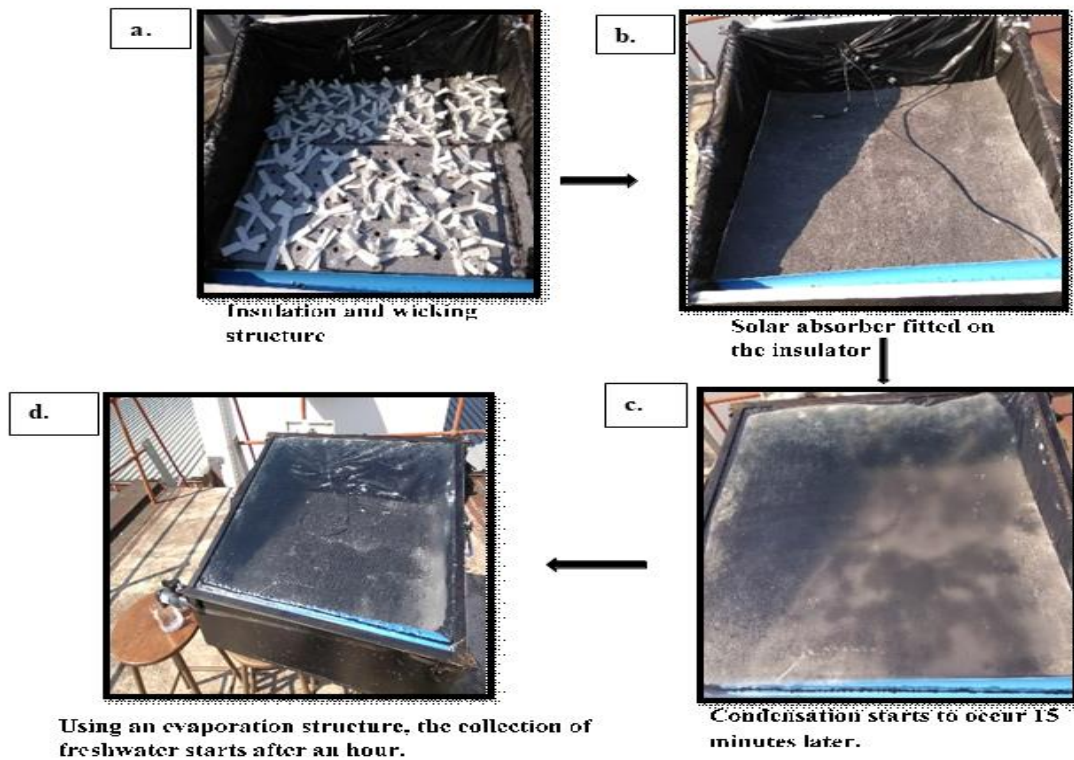 a.
Insulation and wicking
structure
b.
Solar absorber fitted on
the insulator
c.
Condensation starts to occur 15
minutes later.
d.
Using an evaporation structure, the collection of
freshwater starts after an hour.